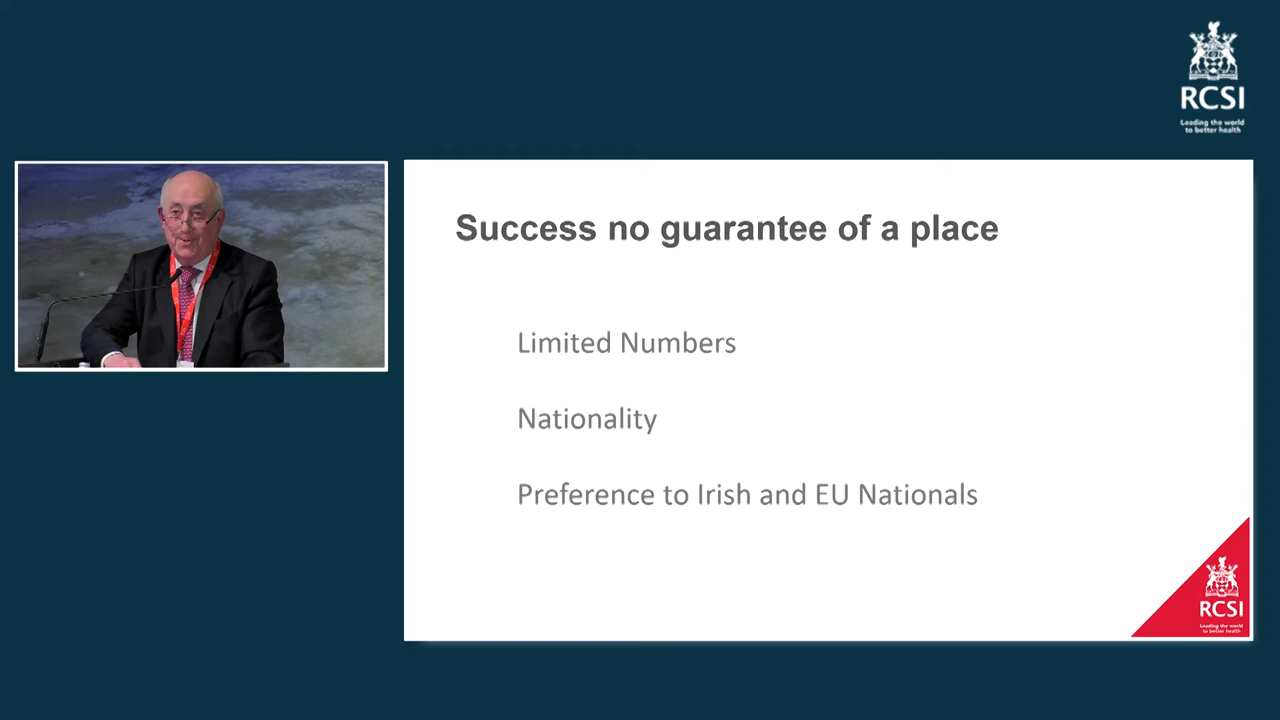 RCSI
Leading the world
to better health
Success no guarantee of a place
Limited Numbers
Nationality
Preference to Irish and EU Nationals
RCSI
Leading the world
to better health